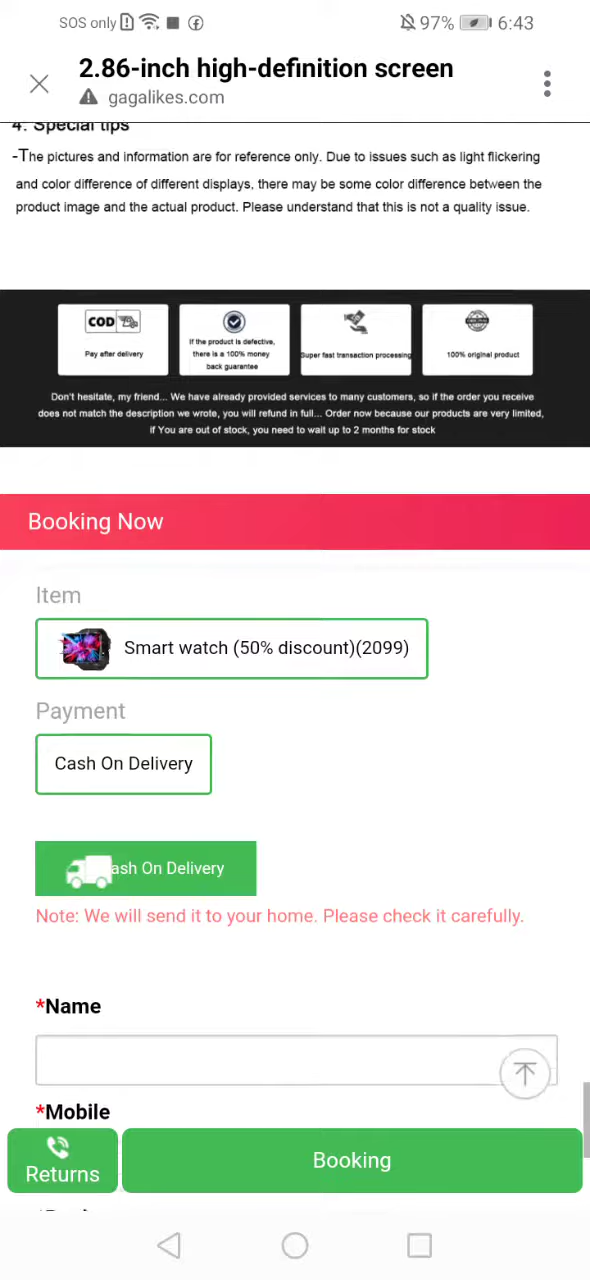 SOS only
97% 6:43
2.86-inch high-definition screen
gagalikes.com
4. Special tips
-The pictures and information are for reference only. Due to issues such as light flickering
and color difference of different displays, there may be some color difference between the
product image and the actual product. Please understand that this is not a quality issue.
COD
Pay after delivery
If the product is defective,
there is a 100% money
back guarantee
Super fast transaction processing
100% original product
Don't hesitate, my friend... We have already provided services to many customers, so if the order you receive
does not match the description we wrote, you will refund in full... Order now because our products are very limited,
if You are out of stock, you need to wait up to 2 months for stock
Booking Now
Item
Smart watch (50% discount)(2099)
Payment
Cash On Delivery
ash On Delivery
Note: We will send it to your home. Please check it carefully.
*Name
*Mobile
Returns
Booking